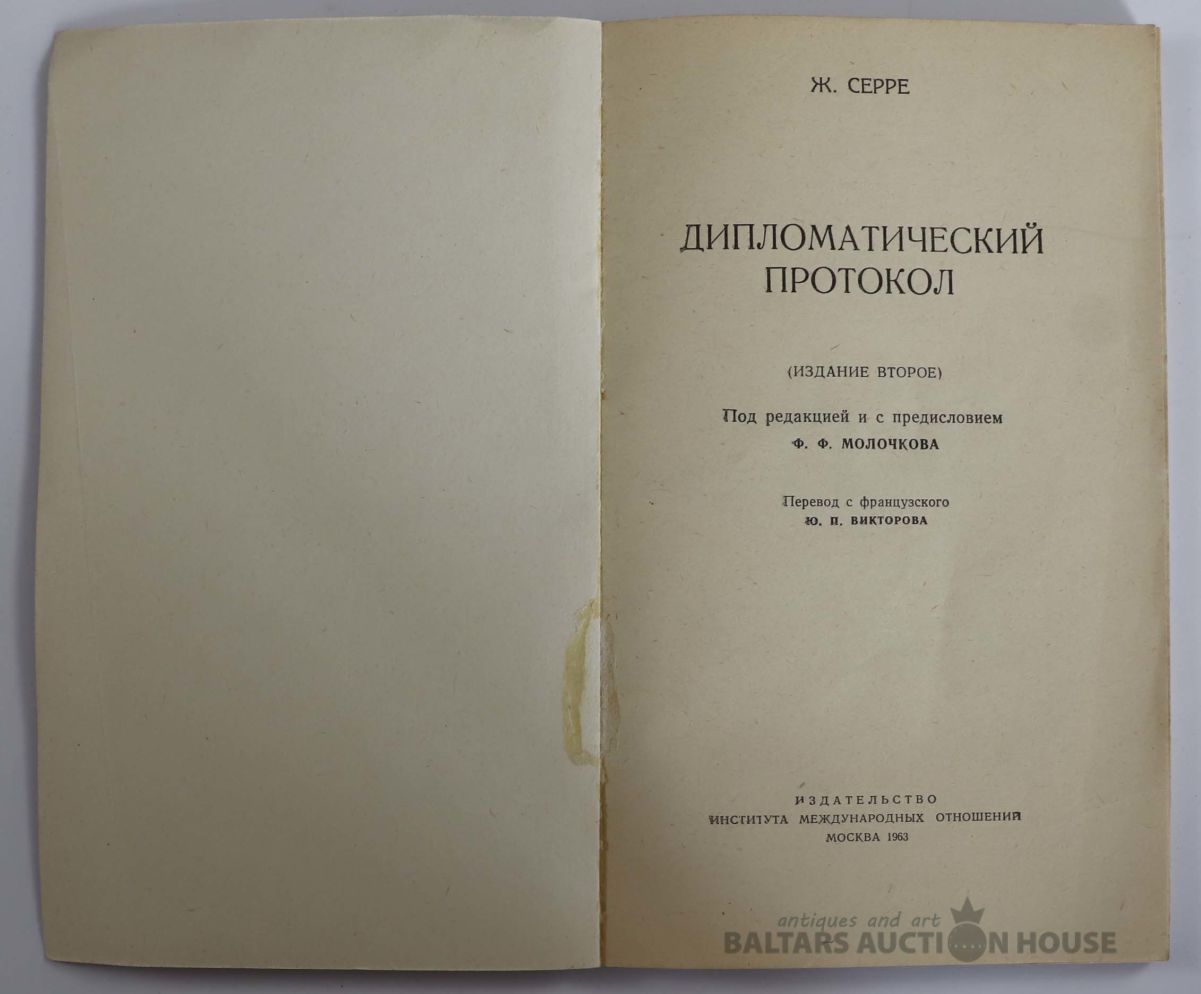 Ж. СЕРРЕ
ДИПЛОМАТИЧЕСКИЙ
ПРОТОКОЛ
(ИЗДАНИЕ ВТОРОЕ)
Под редакцией и с предисловием
Ф. Ф. МОЛОЧКОВА
Перевод с французского
Ю. П. ВИКТОРОВА
ИЗДАТЕЛЬСТВО
ИНСТИТУТА МЕЖДУНАРОДНЫХ ОТНОШЕНИЙ
МОСКВА 1963
antiques and art
BALTARS AUCTION HOUSE